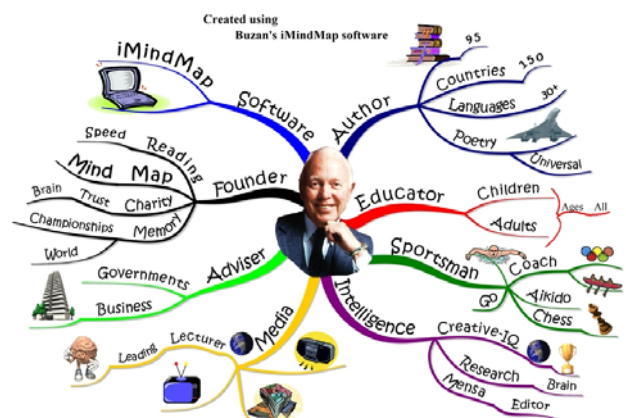 Created using
Buzan's iMindMap software
iMindMap
Software
Author
95
Countries
150
Languages
30+
Poetry
Universal
Speed
Reading
Mind Map
Founder
Brain
Trust
Charity
Championships
Memory
World
Educator
Children
Adults
Ages
All
Adviser
Governments
Business
Sportsman
Coach
Go
Aikido
Chess
Media
Lecturer
Leading
Intelligence
Creative-IQ
Research
Brain
Mensa
Editor